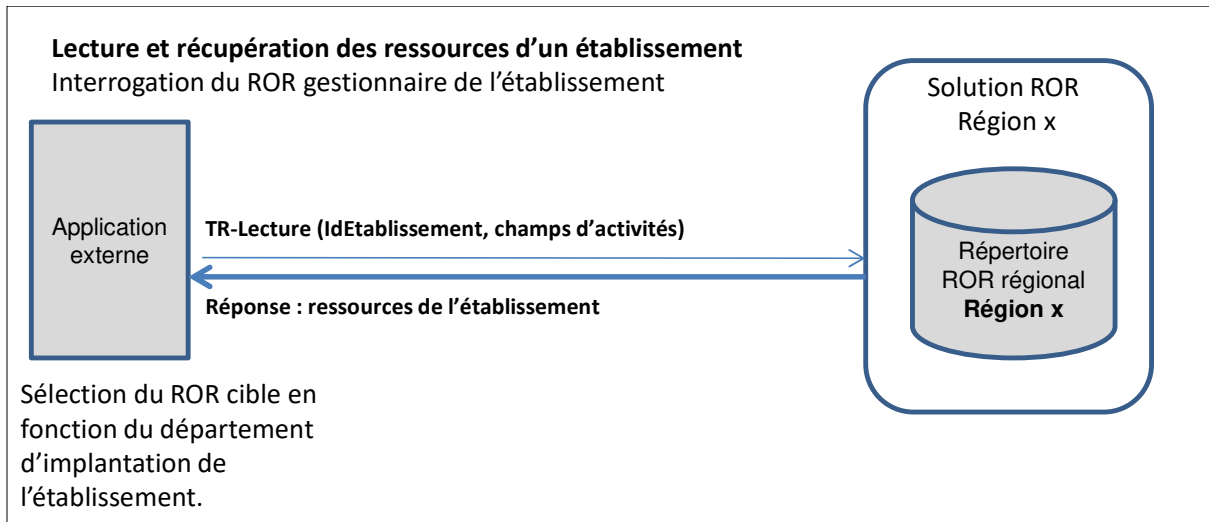 Lecture et récupération des ressources d’un établissement
Interrogation du ROR gestionnaire de l’établissement
Solution ROR
Région x
Application
externe
TR-Lecture (IdEtablissement, champs d’activités)
Réponse : ressources de l’établissement
Répertoire
ROR régional
Région x
Sélection du ROR cible en
fonction du département
d’implantation de
l’établissement.